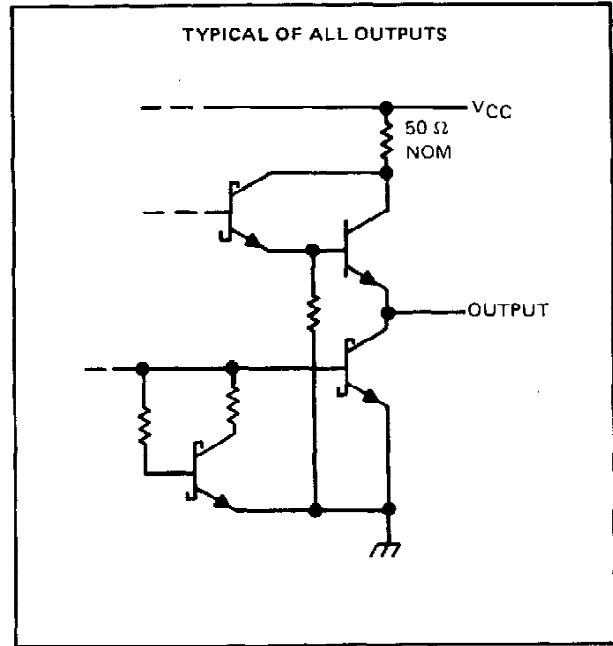 TYPICAL OF ALL OUTPUTS
VCC
50 Ω
NOM
OUTPUT